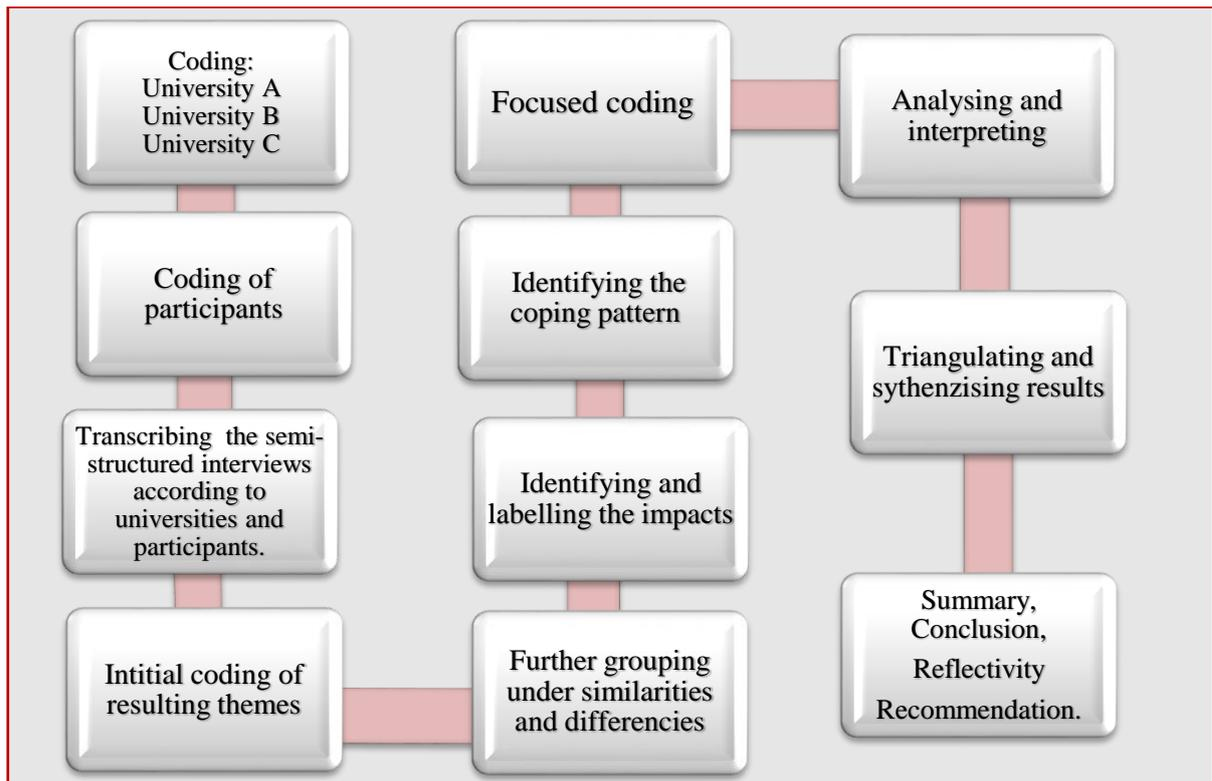 Coding:
University A
University B
University C
Coding of
participants
Transcribing the semi-
structured interviews
according to
universities and
participants.
Intitial coding of
resulting themes
Further grouping
under similarities
and differencies
Identifying and
labelling the impacts
Identifying the
coping pattern
Focused coding
Analysing and
interpreting
Triangulating and
sythenzising results
Summary,
Conclusion,
Reflectivity
Recommendation.